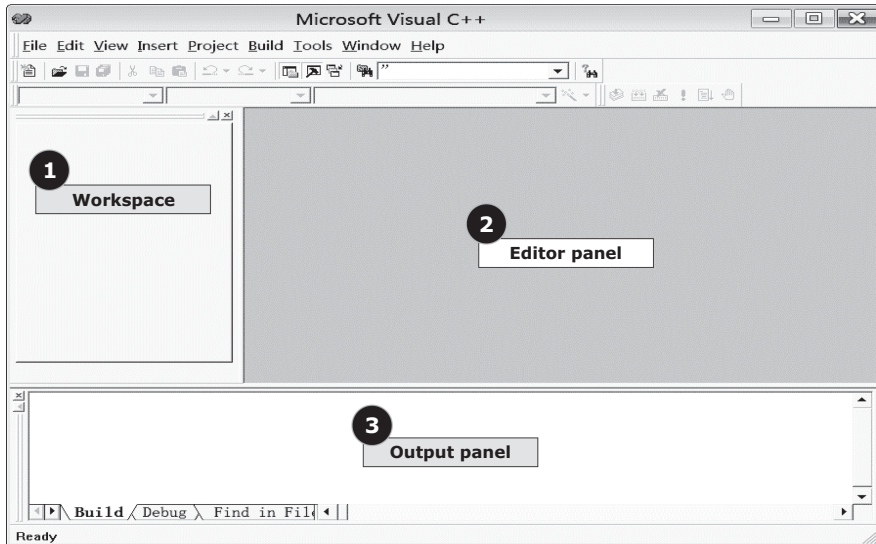 Microsoft Visual C++
File Edit View Insert Project Build Tools Window Help
”
1
Workspace
2
Editor panel
3
Output panel
Build Debug Find in Fil
Ready